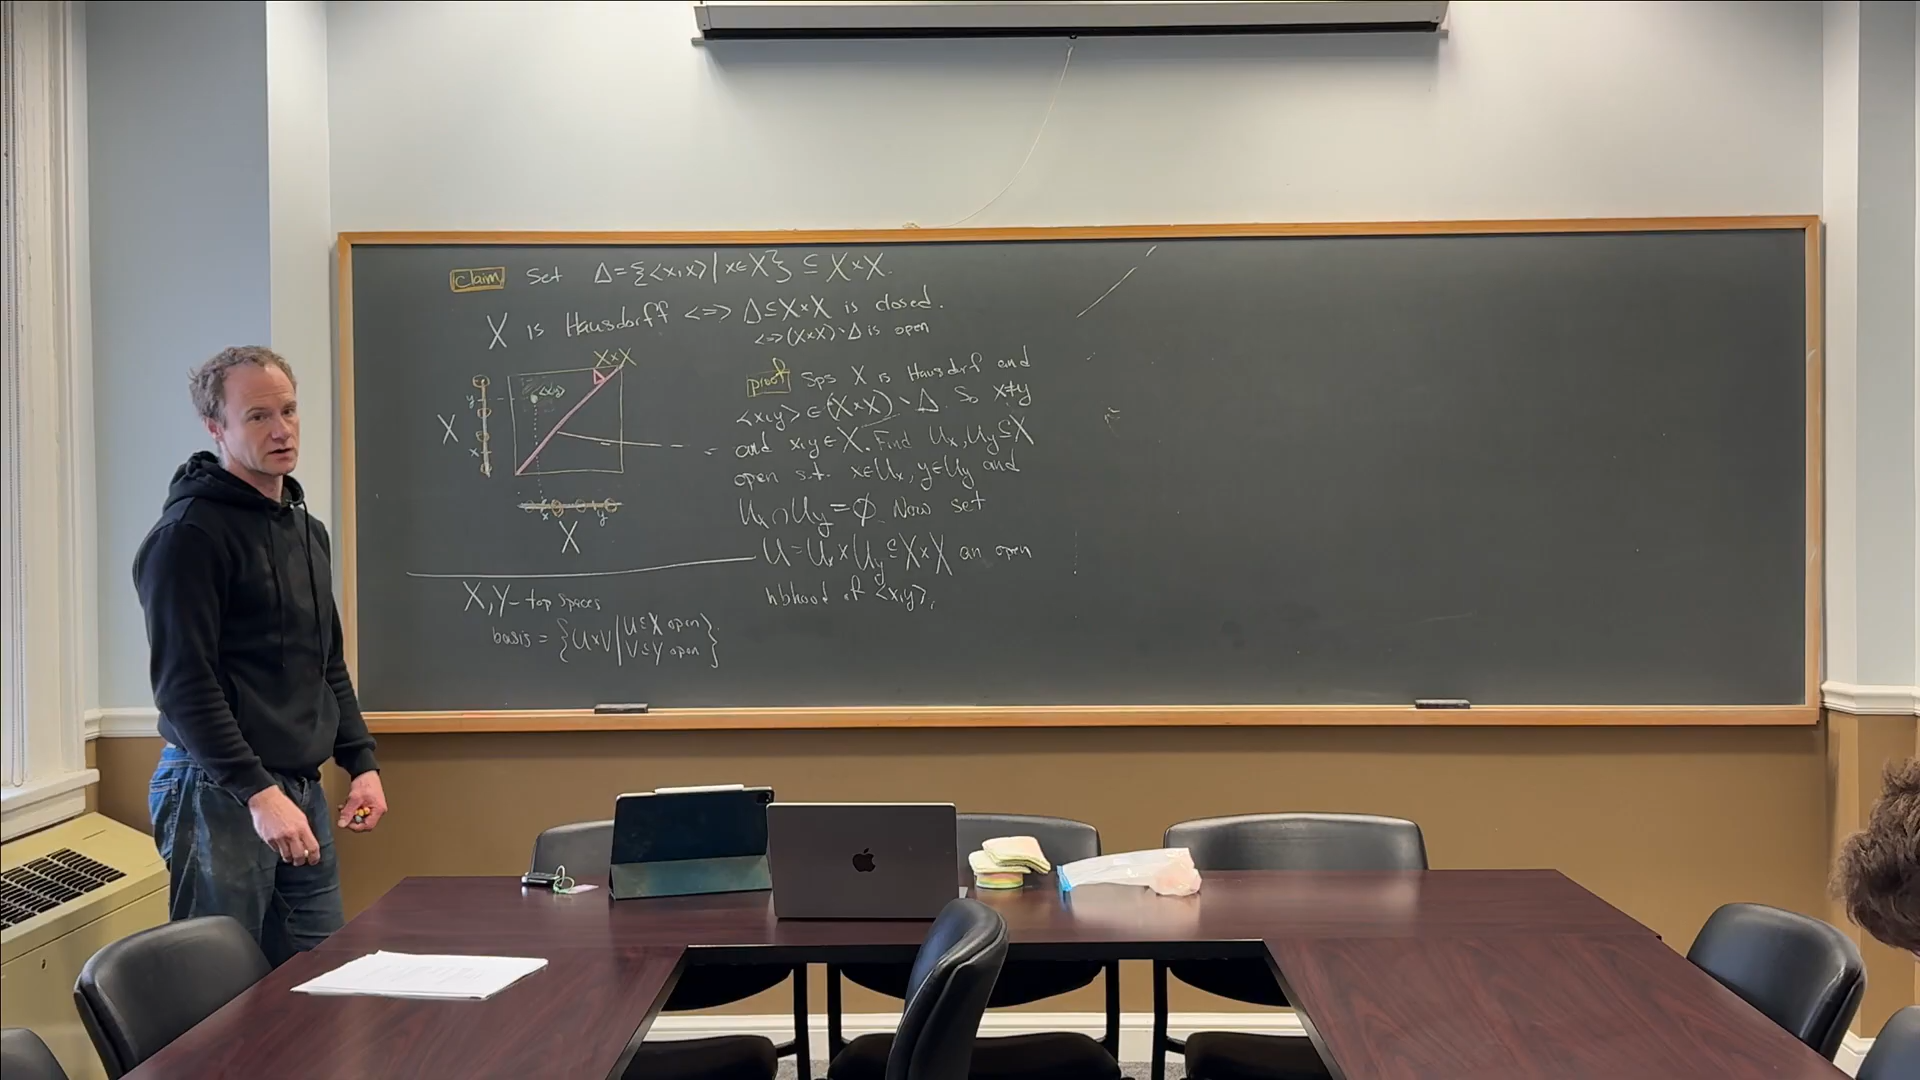 Claim Set Δ = {<x,x> | x∈X} ⊆ X×X.
X is Hausdorff <=> Δ⊆X×X is closed.
<=> (X×X)∖Δ is open
X×X
Δ
<x,y>
y
X
x
x y
X
proof Sps X is Hausdorf and
<x,y> ∈ (X×X)∖Δ. So x≠y
and x,y ∈ X. Find Ux, Uy ⊆ X
open s.t. x∈Ux, y∈Uy and
Ux ∩ Uy = ∅. Now set
U = Ux × Uy ⊆ X×X an open
nbhood of <x,y>.
X, Y - top spaces
basis = {U×V | U⊆X open
V⊆Y open}